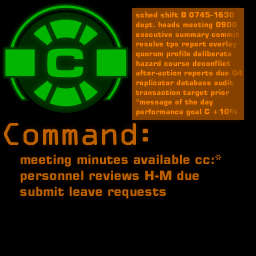 C
sched shift B 0745-1630
dept. heads meeting 0900
executive summary commit
resolve tps report overlay
quorum profile deliberate
hazard course deconflict
after-action reports due 04
replicator database audit
transaction target prior
*message of the day
performance goal C +10%
Command:
meeting minutes available cc:*
personnel reviews H-M due
submit leave requests